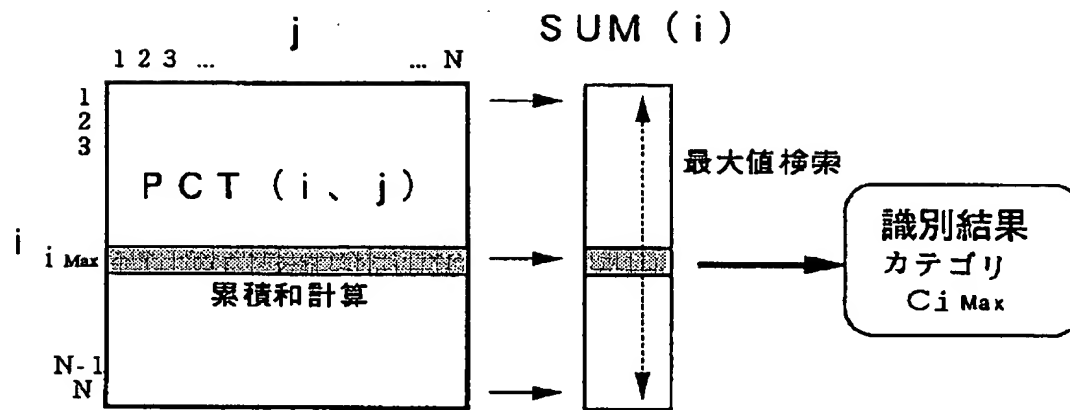 j
SUM（i）
1 2 3 … … N
1
2
3
PCT（i、j）
最大値検索
i
i Max
累積和計算
識別結果
カテゴリ
Ci Max
N-1
N